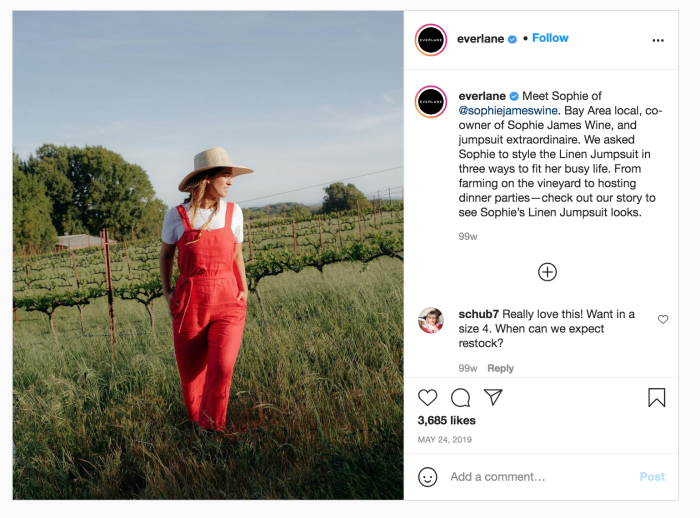 EVERLANE
everlane • Follow
EVERLANE
everlane Meet Sophie of
@sophiejameswine. Bay Area local, co-
owner of Sophie James Wine, and
jumpsuit extraordinaire. We asked
Sophie to style the Linen Jumpsuit in
three ways to fit her busy life. From
farming on the vineyard to hosting
dinner parties—check out our story to
see Sophie's Linen Jumpsuit looks.
99w
schub7 Really love this! Want in a
size 4. When can we expect
restock?
99w Reply
3,685 likes
MAY 24, 2019
Add a comment... Post